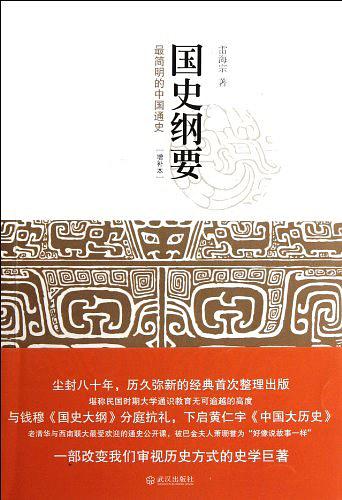 雷海宗 著
国史纲要
最简明的中国通史
[增补本]
尘封八十年，历久弥新的经典首次整理出版
堪称民国时期大学通识教育无可逾越的高度
与钱穆《国史大纲》分庭抗礼，下启黄仁宇《中国大历史》
老清华与西南联大最受欢迎的通史公开课，被巴金夫人萧珊誉为“好像说故事一样”
一部改变我们审视历史方式的史学巨著
武汉出版社